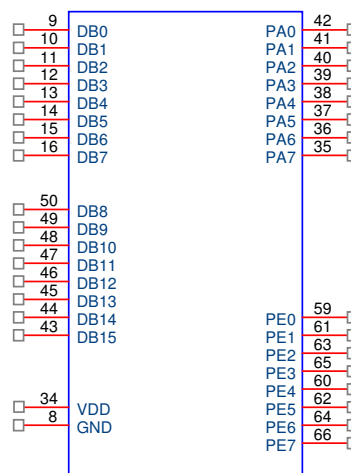 9 DB0 PA0 42
10 DB1 PA1 41
11 DB2 PA2 40
12 DB3 PA3 39
13 DB4 PA4 38
14 DB5 PA5 37
15 DB6 PA6 36
16 DB7 PA7 35
50 DB8
49 DB9
48 DB10
47 DB11
46 DB12
45 DB13
44 DB14 PE0 59
43 DB15 PE1 61
PE2 63
PE3 65
PE4 60
34 VDD PE5 62
8 GND PE6 64
PE7 66